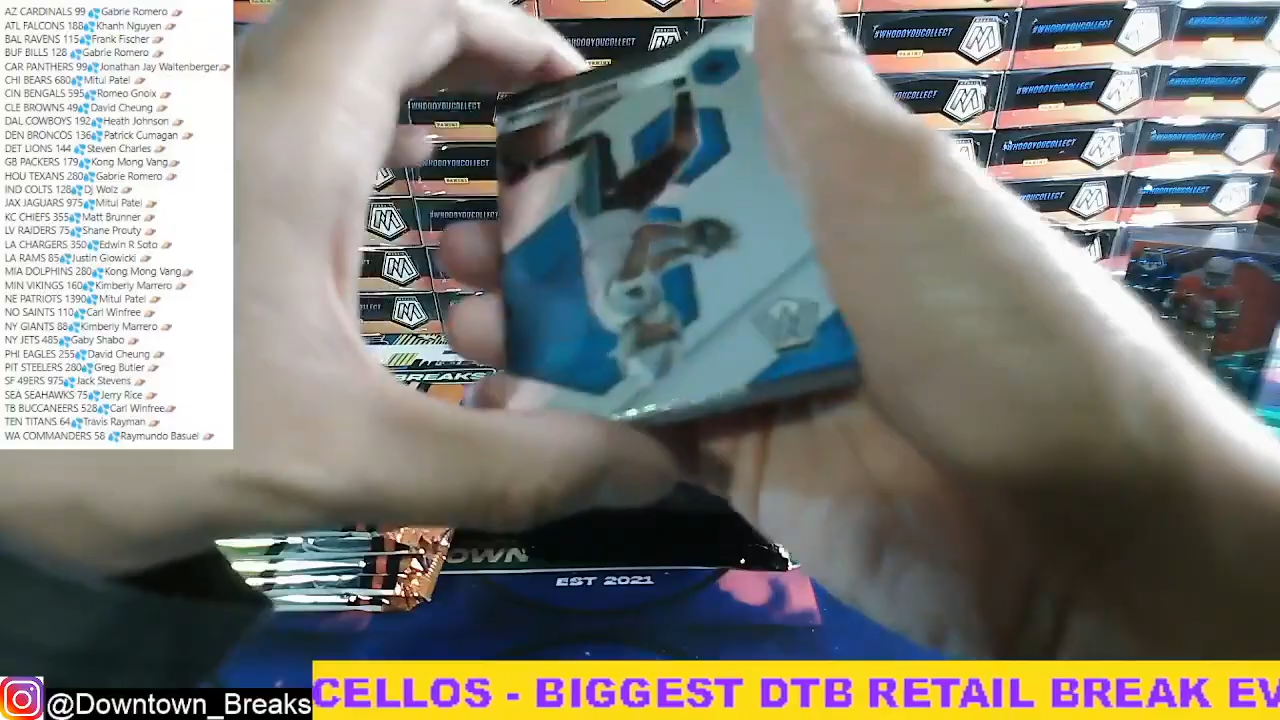 AZ CARDINALS 99💦Gabrie Romero🏈
ATL FALCONS 188💦Khanh Nguyen🏈
BAL RAVENS 115💦Frank Fischer🏈
BUF BILLS 128 💦Gabrie Romero🏈
CAR PANTHERS 99💦Jonathan Jay Waltenberger🏈
CHI BEARS 680💦Mitul Patel 🏈
CIN BENGALS 595💦Romeo Gnoix 🏈
CLE BROWNS 49💦David Cheung🏈
DAL COWBOYS 192💦Heath Johnson🏈
DEN BRONCOS 136💦Patrick Cumagan🏈
DET LIONS 144 💦Steven Charles🏈
GB PACKERS 179💦Kong Mong Vang🏈
HOU TEXANS 280💦Gabrie Romero🏈
IND COLTS 128💦DJ Wolz 🏈
JAX JAGUARS 975💦Mitul Patel🏈
KC CHIEFS 355💦Matt Brunner🏈
LV RAIDERS 75💦Shane Prouty🏈
LA CHARGERS 350💦Edwin R Soto🏈
LA RAMS 85💦Justin Glowicki🏈
MIA DOLPHINS 280💦Kong Mong Vang🏈
MIN VIKINGS 160💦Kimberly Marrero🏈
NE PATRIOTS 1390💦Mitul Patel🏈
NO SAINTS 110💦Carl Winfree🏈
NY GIANTS 88💦Kimberly Marrero🏈
NY JETS 485💦Gaby Shabo🏈
PHI EAGLES 255💦David Cheung🏈
PIT STEELERS 280💦Greg Butler🏈
SF 49ERS 975💦Jack Stevens🏈
SEA SEAHAWKS 75💦Jerry Rice🏈
TB BUCCANEERS 528💦Carl Winfree🏈
TEN TITANS 64💦Travis Rayman🏈
WA COMMANDERS 58 💦Raymundo Basuel🏈
#WHODOYOUCOLLECT
PANINI
BREAKS
OWN
EST 2021
@Downtown_Breaks
CELLOS - BIGGEST DTB RETAIL BREAK EV